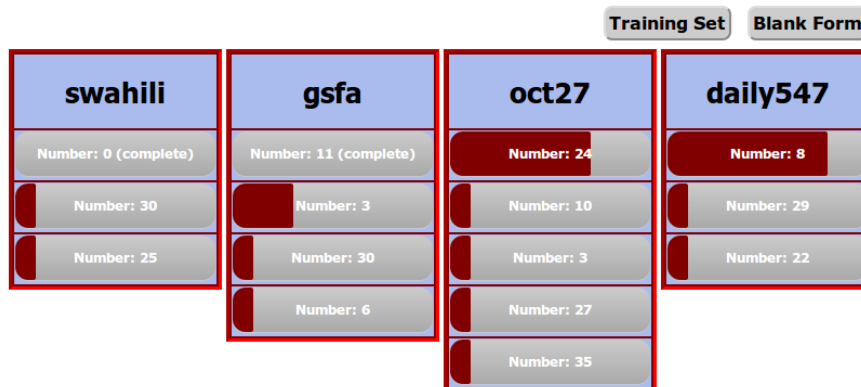 Training Set
Blank Form
swahili
Number: 0 (complete)
Number: 30
Number: 25
gsfa
Number: 11 (complete)
Number: 3
Number: 30
Number: 6
oct27
Number: 24
Number: 10
Number: 3
Number: 27
Number: 35
daily547
Number: 8
Number: 29
Number: 22